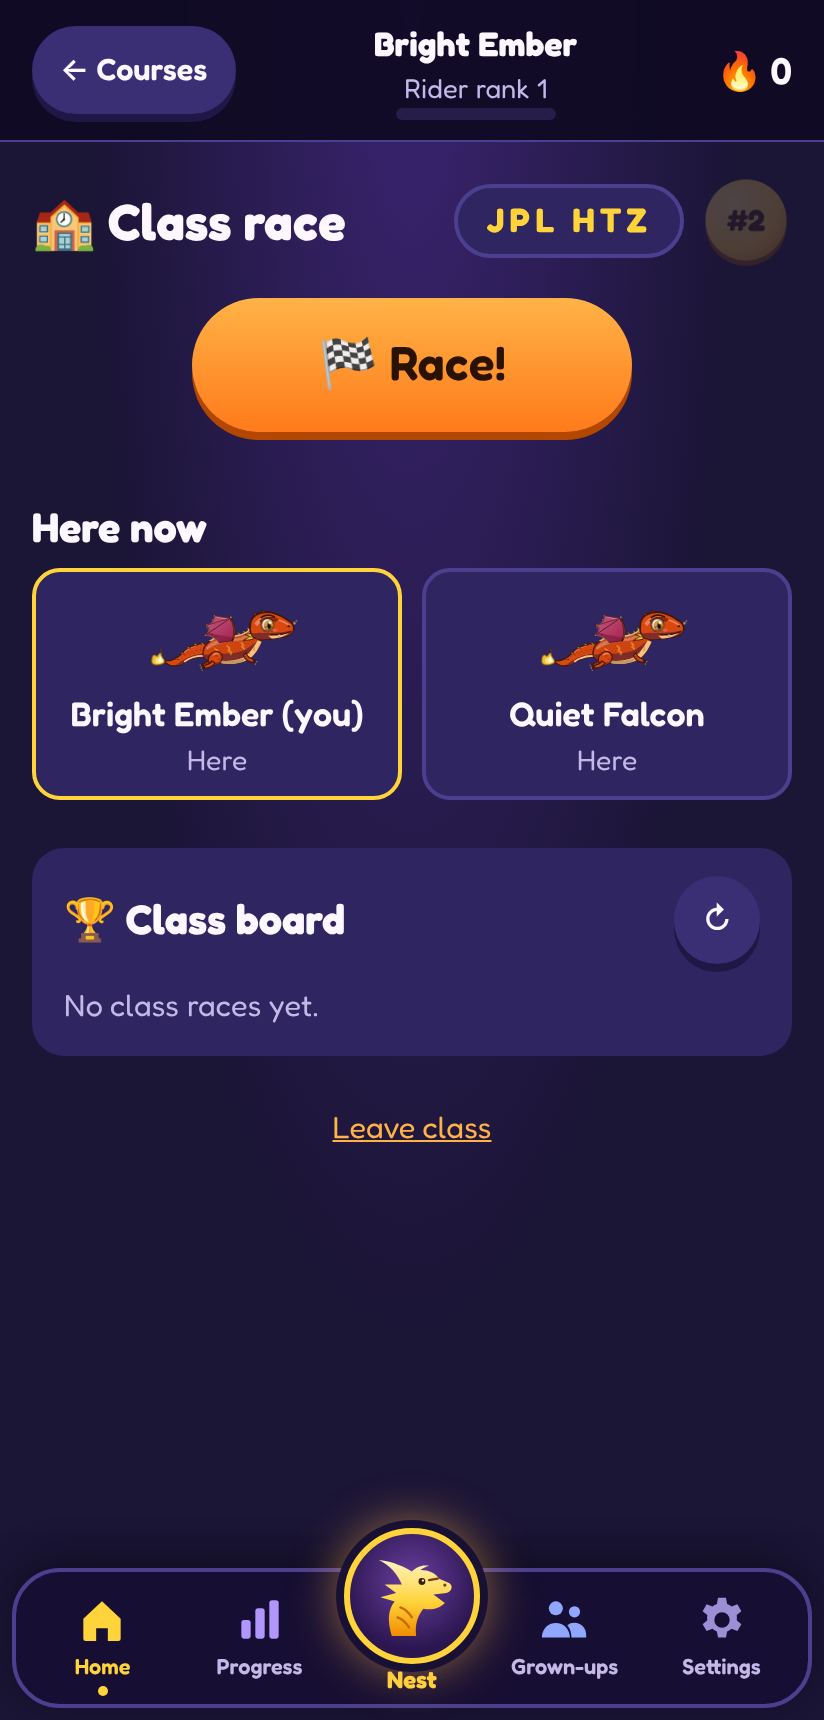 ← Courses
Bright Ember
Rider rank 1
0
Class race
JPL HTZ
#2
Race!
Here now
Bright Ember (you)
Here
Quiet Falcon
Here
Class board
No class races yet.
Leave class
Home
Progress
Nest
Grown-ups
Settings